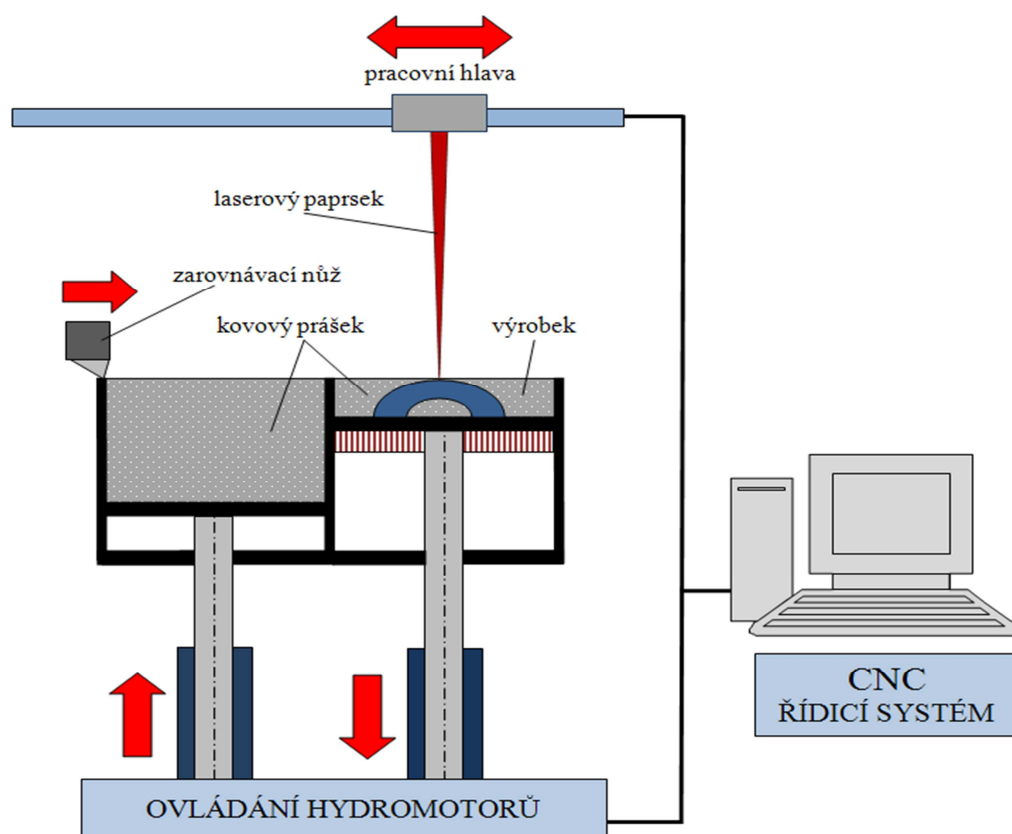 pracovní hlava
laserový paprsek
zarovnávací nůž
kovový prášek
výrobek
CNC
ŘÍDICÍ SYSTÉM
OVLÁDÁNÍ HYDROMOTORŮ